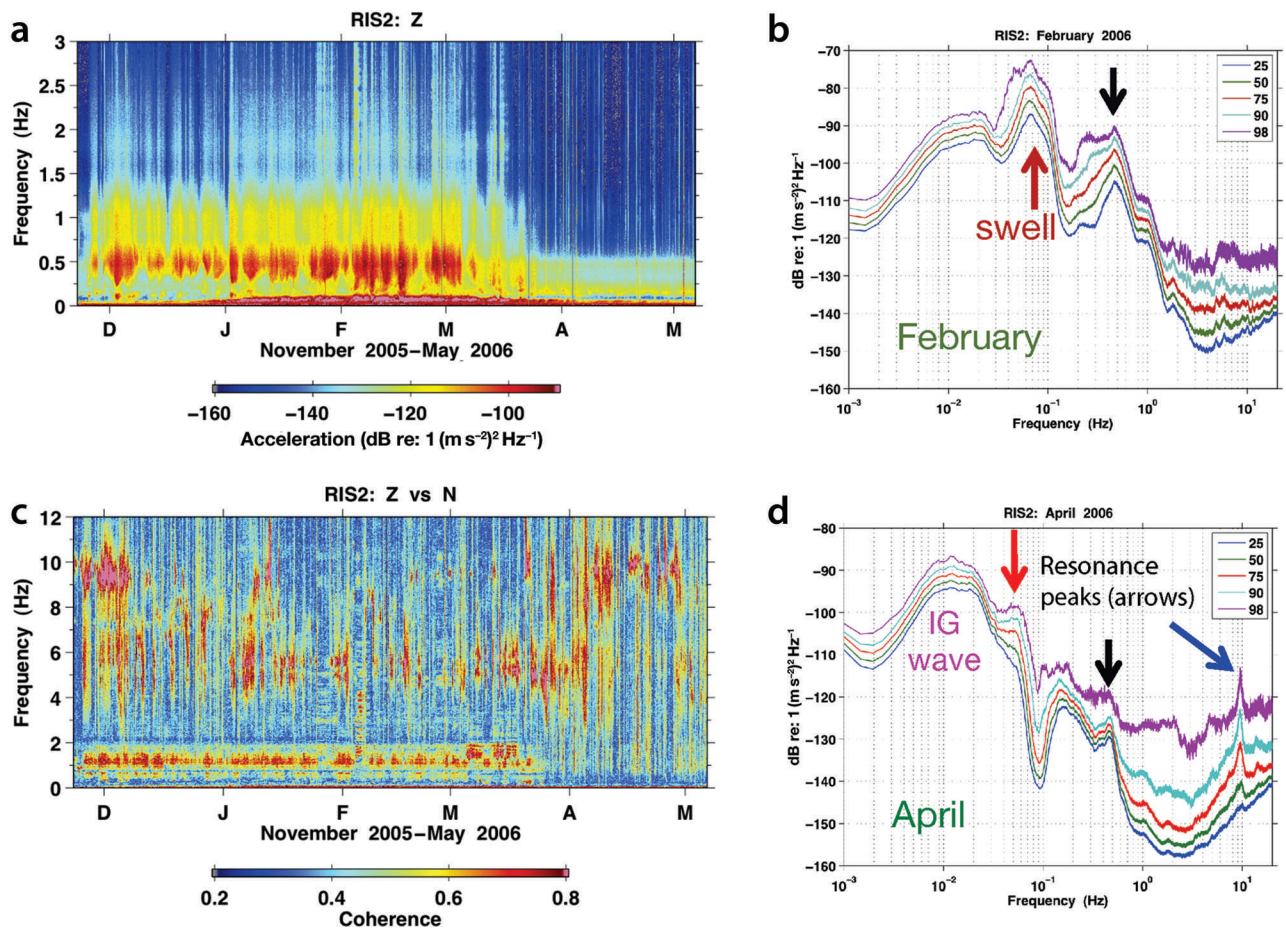 a
RIS2: Z
Frequency (Hz)
3
2.5
2
1.5
1
0.5
0
D J F M A M
November 2005–May 2006
−160 −140 −120 −100
Acceleration (dB re: 1 (m s⁻²)² Hz⁻¹)
b
RIS2: February 2006
dB re: 1 (m s⁻²)² Hz⁻¹
−70
−80
−90
−100
−110
−120
−130
−140
−150
−160
25
50
75
90
98
swell
February
10⁻³ 10⁻² 10⁻¹ 10⁰ 10¹
Frequency (Hz)
c
RIS2: Z vs N
Frequency (Hz)
12
10
8
6
4
2
0
D J F M A M
November 2005–May 2006
0.2 0.4 0.6 0.8
Coherence
d
RIS2: April 2006
dB re: 1 (m s⁻²)² Hz⁻¹
−80
−90
−100
−110
−120
−130
−140
−150
−160
25
50
75
90
98
Resonance
peaks (arrows)
IG
wave
April
10⁻³ 10⁻² 10⁻¹ 10⁰ 10¹
Frequency (Hz)